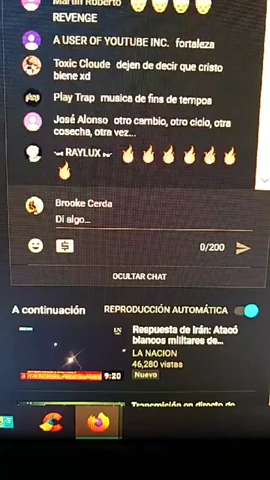 Martin Roberto
REVENGE
A USER OF YOUTUBE INC. fortaleza
Toxic Cloude dejen de decir que cristo
biene xd
Play Trap musica de fins de tempos
José Alonso otro cambio, otro ciclo, otra
cosecha, otra vez...
RAYLUX
Brooke Cerda
Di algo...
0/200
OCULTAR CHAT
A continuación REPRODUCCIÓN AUTOMÁTICA
Respuesta de Irán: Atacó
blancos militares de...
LA NACION
46,280 vistas
Nuevo
9:20
Transmisión en directo de